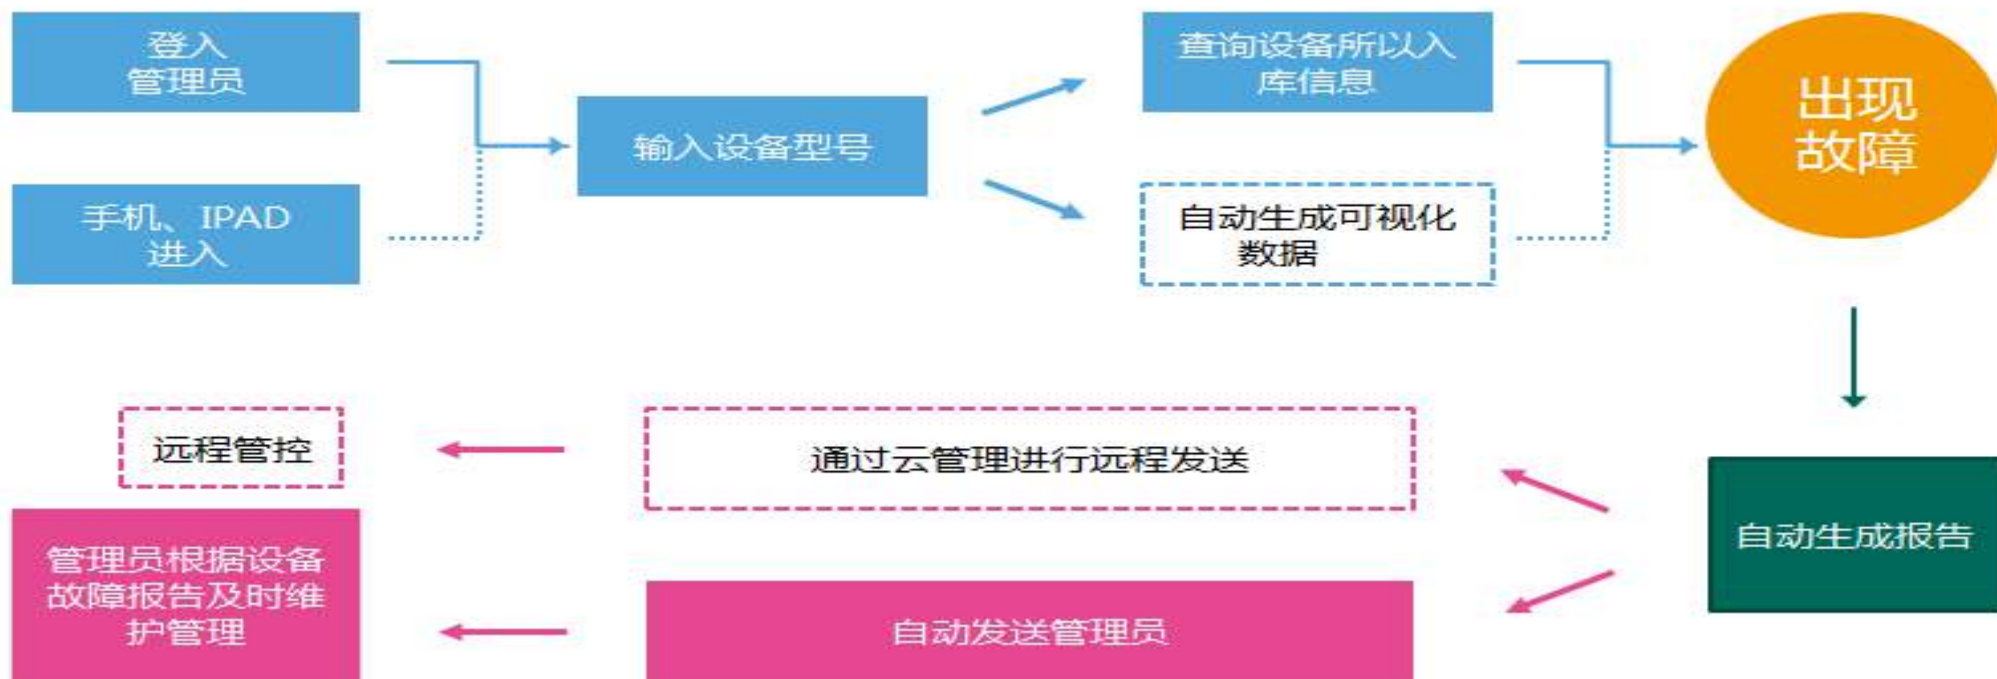 登入
管理员
手机、IPAD
进入
输入设备型号
查询设备所以入
库信息
自动生成可视化
数据
出现
故障
自动生成报告
通过云管理进行远程发送
远程管控
自动发送管理员
管理员根据设备
故障报告及时维
护管理